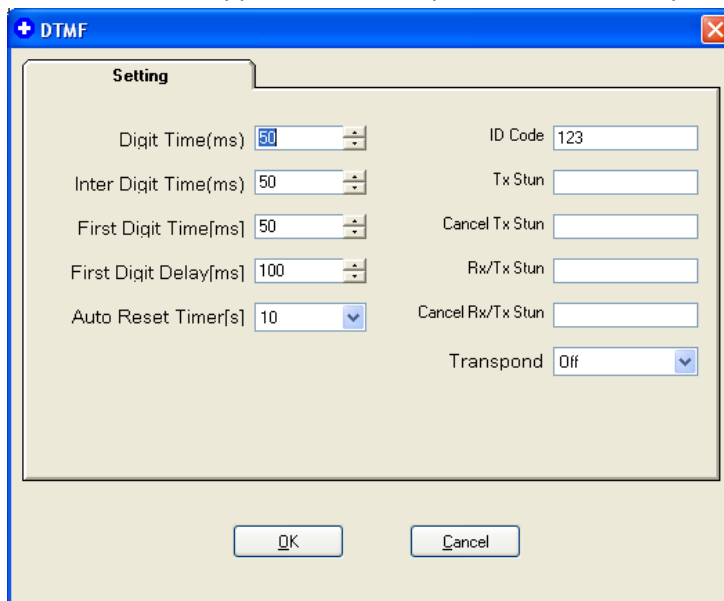 DTMF
Setting
Digit Time(ms) 50
Inter Digit Time(ms) 50
First Digit Time[ms] 50
First Digit Delay[ms] 100
Auto Reset Timer[s] 10
ID Code 123
Tx Stun
Cancel Tx Stun
Rx/Tx Stun
Cancel Rx/Tx Stun
Transpond Off
OK
Cancel